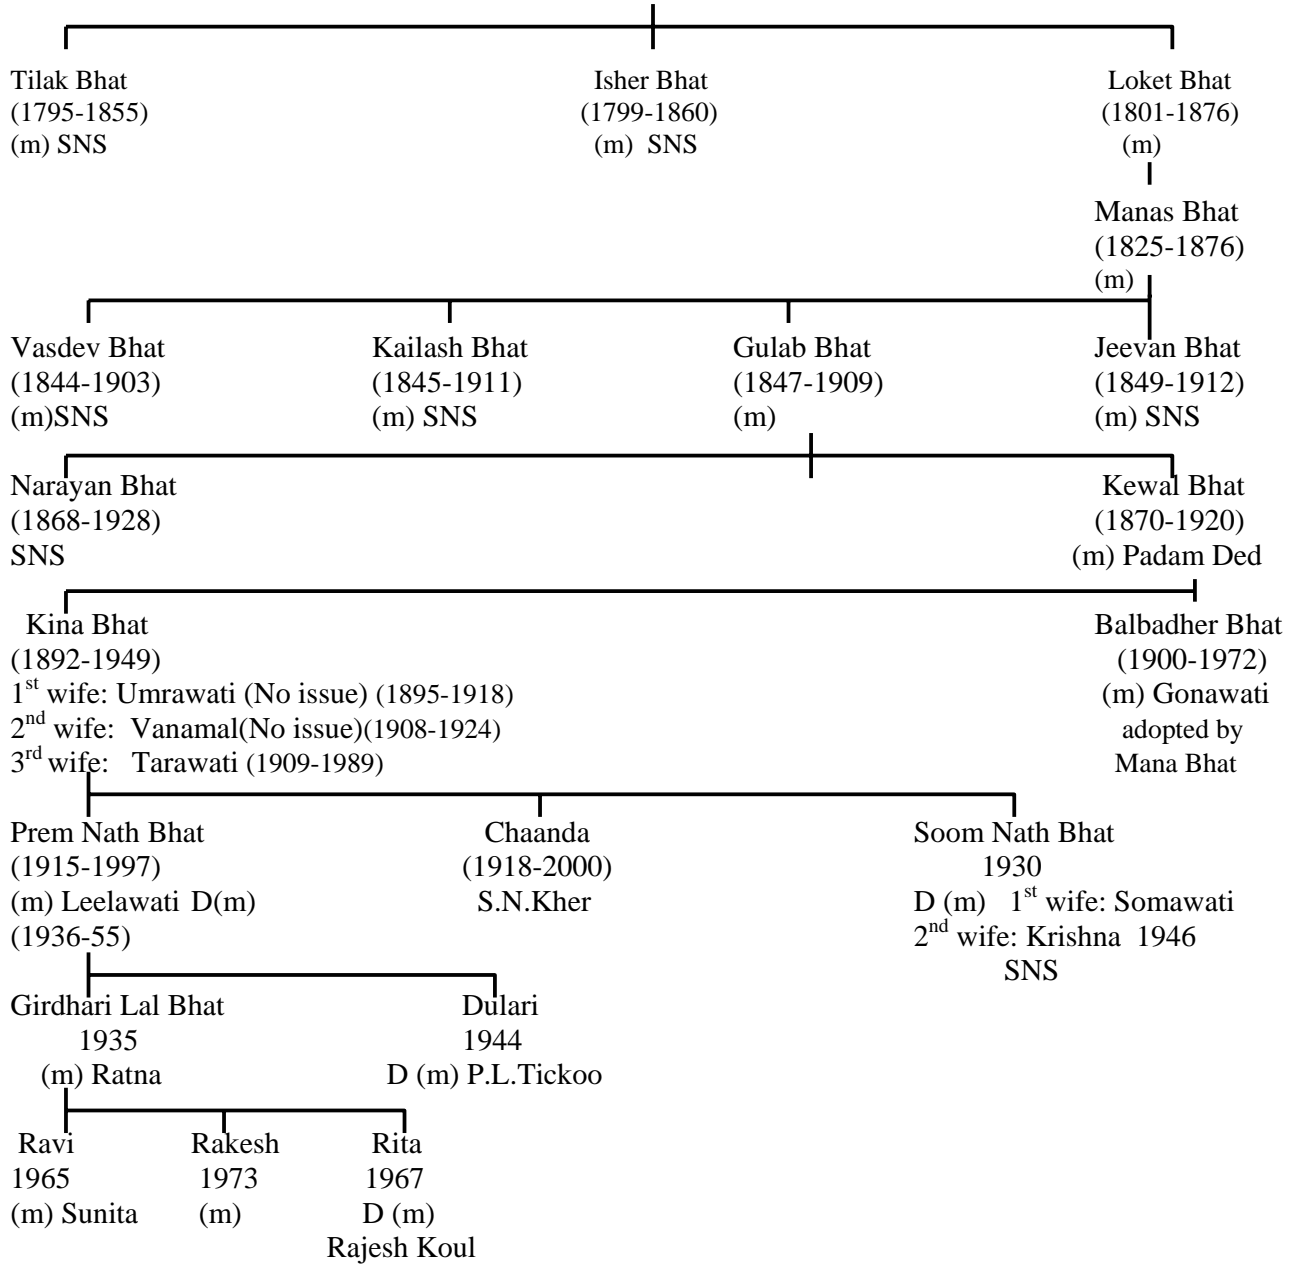 Tilak Bhat Isher Bhat Loket Bhat
(1795-1855) (1799-1860) (1801-1876)
(m) SNS (m) SNS (m)
Manas Bhat
(1825-1876)
(m)
Vasdev Bhat Kailash Bhat Gulab Bhat Jeevan Bhat
(1844-1903) (1845-1911) (1847-1909) (1849-1912)
(m)SNS (m) SNS (m) (m) SNS
Narayan Bhat Kewal Bhat
(1868-1928) (1870-1920)
SNS (m) Padam Ded
Kina Bhat Balbadher Bhat
(1892-1949) (1900-1972)
1st wife: Umrawati (No issue) (1895-1918) (m) Gonawati
2nd wife: Vanamal(No issue)(1908-1924) adopted by
3rd wife: Tarawati (1909-1989) Mana Bhat
Prem Nath Bhat Chaanda Soom Nath Bhat
(1915-1997) (1918-2000) 1930
(m) Leelawati D(m) S.N.Kher D (m) 1st wife: Somawati
(1936-55) 2nd wife: Krishna 1946
SNS
Girdhari Lal Bhat Dulari
1935 1944
(m) Ratna D (m) P.L.Tickoo
Ravi Rakesh Rita
1965 1973 1967
(m) Sunita (m) D (m)
Rajesh Koul